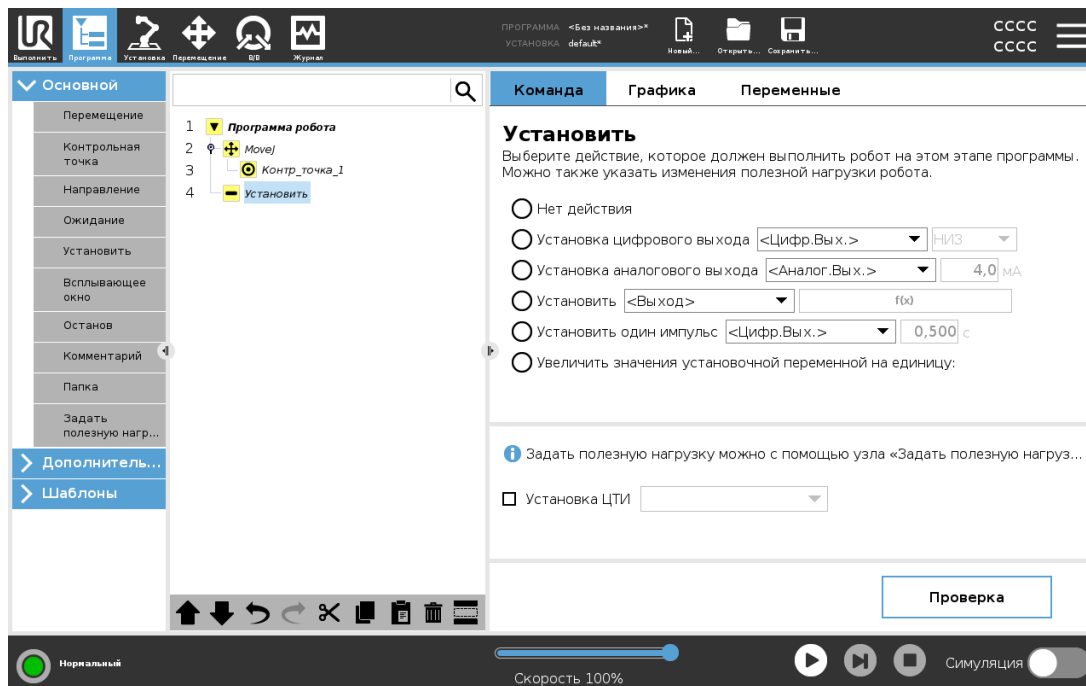 UR
Выполнить
Программа
Установка
Перемещение
В/В
Журнал
ПРОГРАММА <Без названия>*
УСТАНОВКА default*
Новый...
Открыть...
Сохранить...
CCCC
CCCC
Основной
Перемещение
Контрольная
точка
Направление
Ожидание
Установить
Всплывающее
окно
Останов
Комментарий
Папка
Задать
полезную нагр...
Дополнитель...
Шаблоны
1 Программа робота
2 MoveJ
3 Контр_точка_1
4 Установить
Команда
Графика
Переменные
Установить
Выберите действие, которое должен выполнить робот на этом этапе программы.
Можно также указать изменения полезной нагрузки робота.
Нет действия
Установка цифрового выхода <Цифр.Вых.> НИЗ
Установка аналогового выхода <Аналог.Вых.> 4,0 мА
Установить <Выход> f(x)
Установить один импульс <Цифр.Вых.> 0,500 с
Увеличить значения установочной переменной на единицу:
Задать полезную нагрузку можно с помощью узла «Задать полезную нагруз...
Установка ЦТИ
Проверка
Нормальный
Скорость 100%
Симуляция